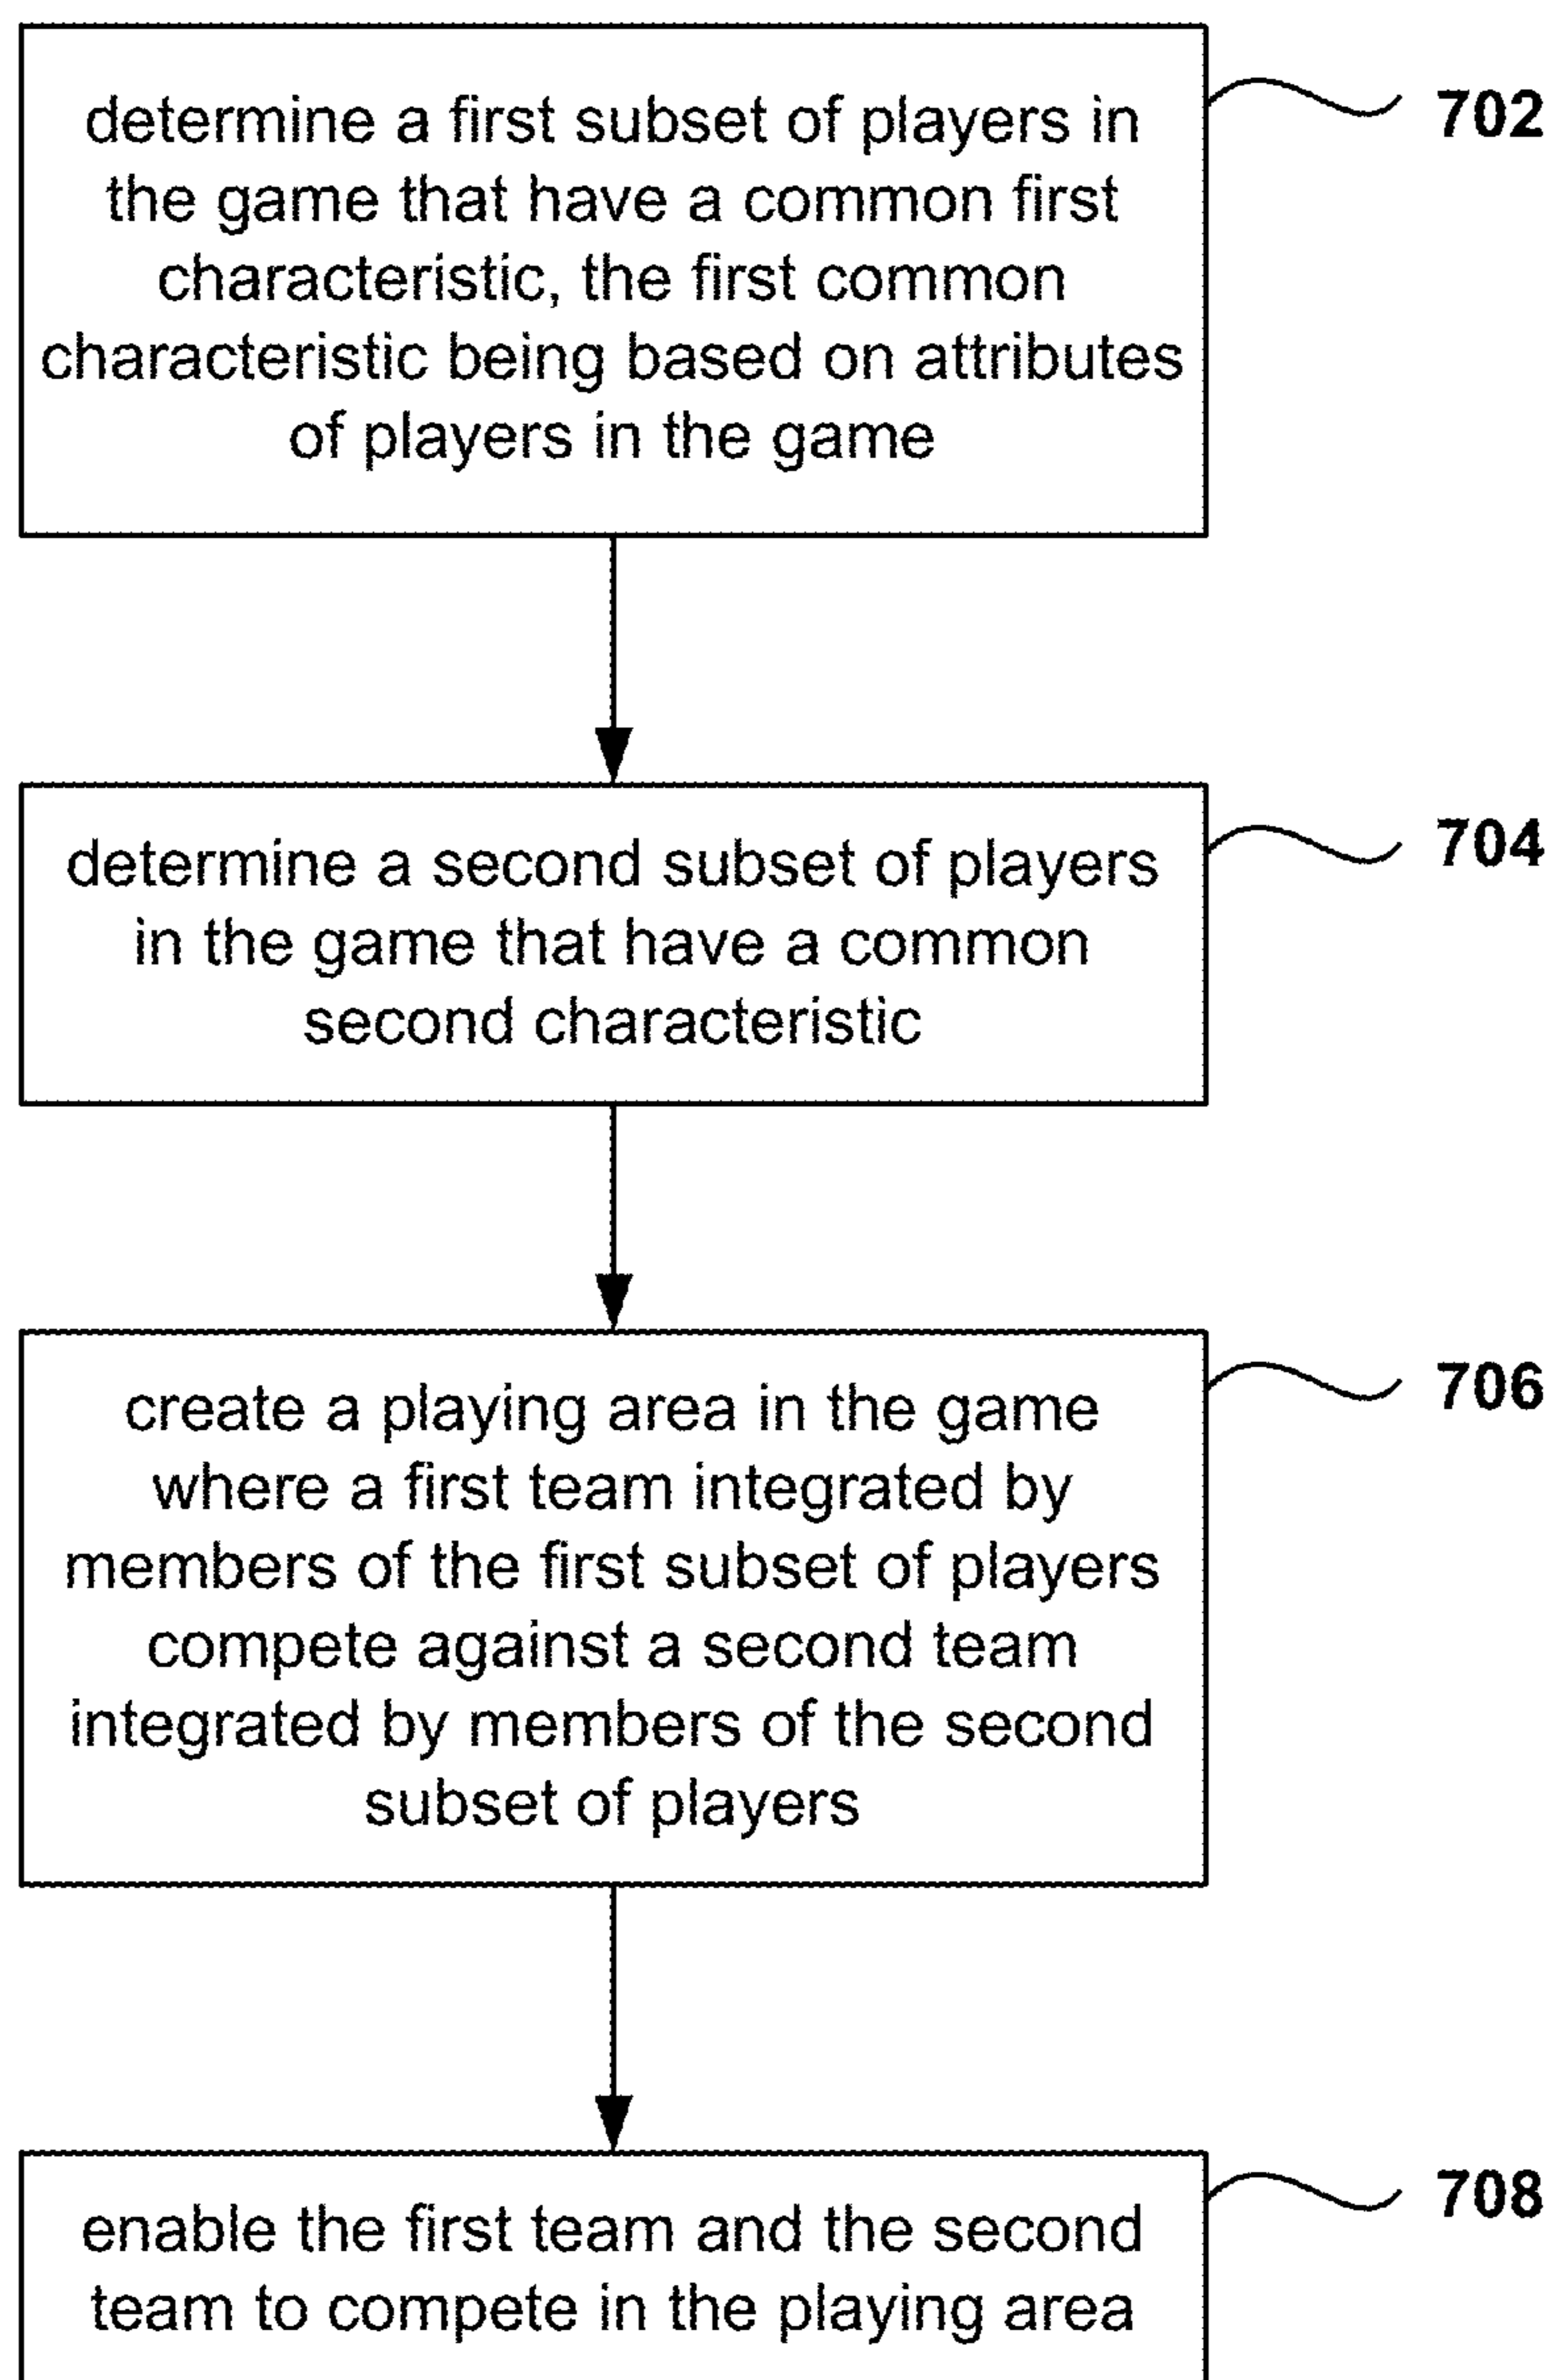 determine a first subset of players in
the game that have a common first
characteristic, the first common
characteristic being based on attributes
of players in the game
702
determine a second subset of players
in the game that have a common
second characteristic
704
create a playing area in the game
where a first team integrated by
members of the first subset of players
compete against a second team
integrated by members of the second
subset of players
706
enable the first team and the second
team to compete in the playing area
708